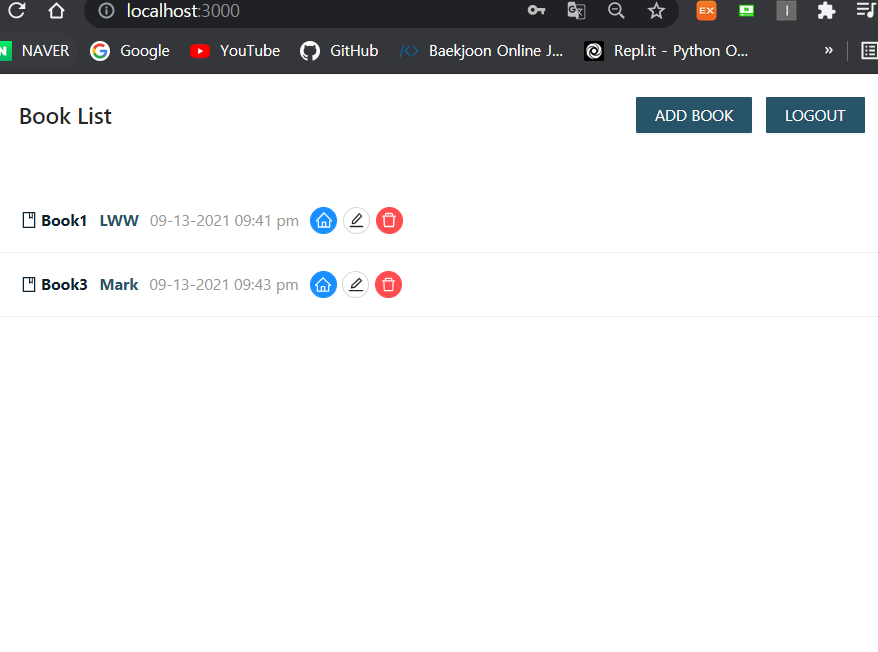 localhost:3000
NAVER Google YouTube GitHub Baekjoon Online J... Repl.it - Python O... »
Book List ADD BOOK LOGOUT
Book1 LWW 09-13-2021 09:41 pm
Book3 Mark 09-13-2021 09:43 pm